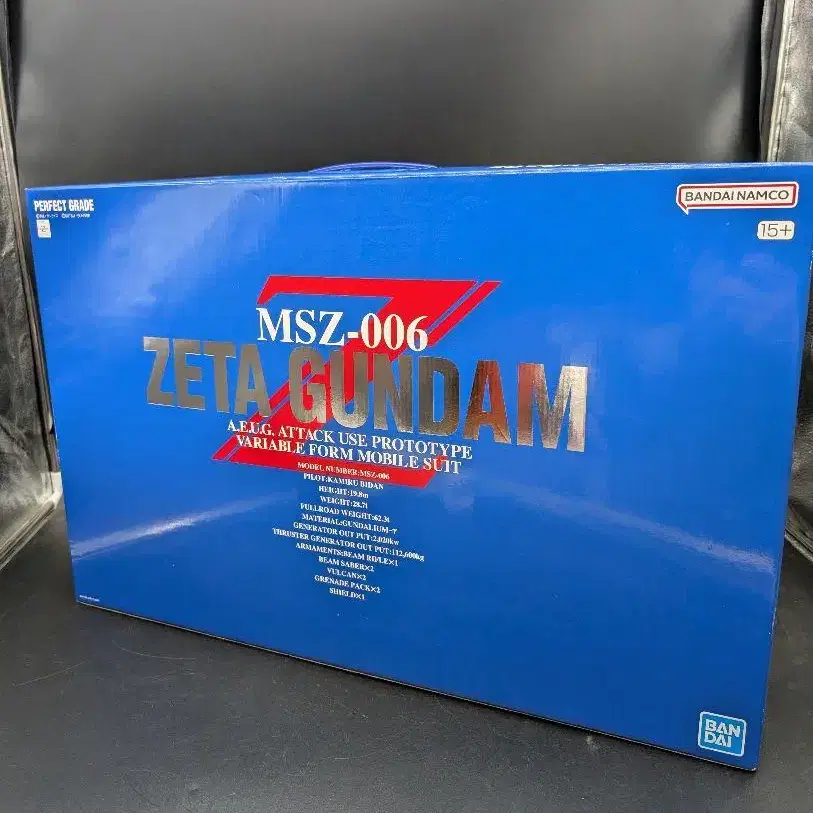 PERFECT GRADE
BANDAI NAMCO
15+
MSZ-006
ZETA GUNDAM
A.E.U.G. ATTACK USE PROTOTYPE
VARIABLE FORM MOBILE SUIT
MODEL NUMBER:MSZ-006
PILOT:KAMIRU BIDAN
HEIGHT:19.8m
WEIGHT:28.7t
FULLROAD WEIGHT:62.3t
MATERIAL:GUNDALIUM-γ
GENERATOR OUT PUT:2,020kw
THRUSTER GENERATOR OUT PUT:112,600kg
ARMAMENTS:BEAM RIFLE×1
BEAM SABER×2
VULCAN×2
GRENADE PACK×2
SHIELD×1
BAN
DAI